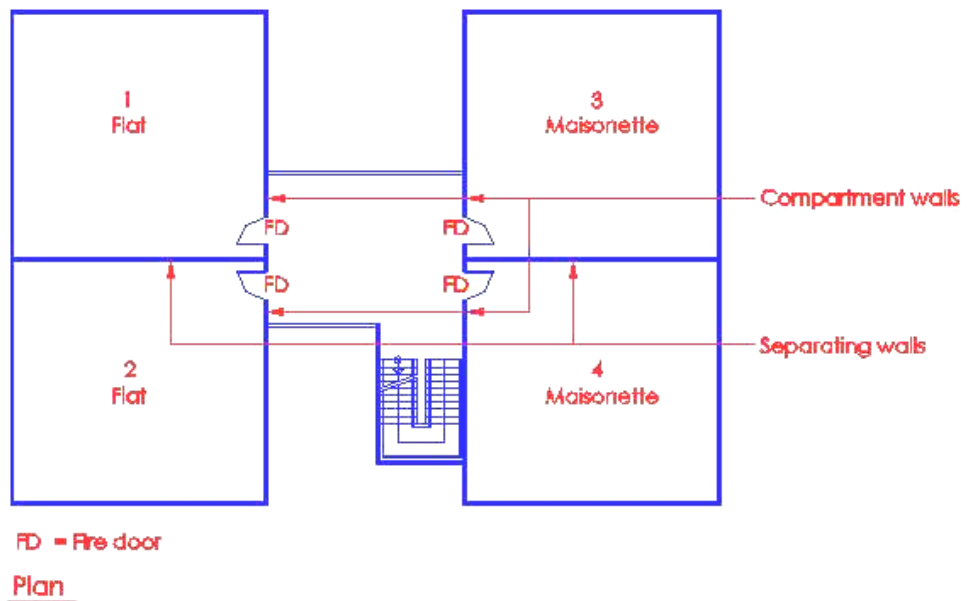 1
Flat
3
Maisonette
Compartment walls
FD
FD
FD
FD
Separating walls
2
Flat
4
Maisonette
FD = Fire door
Plan